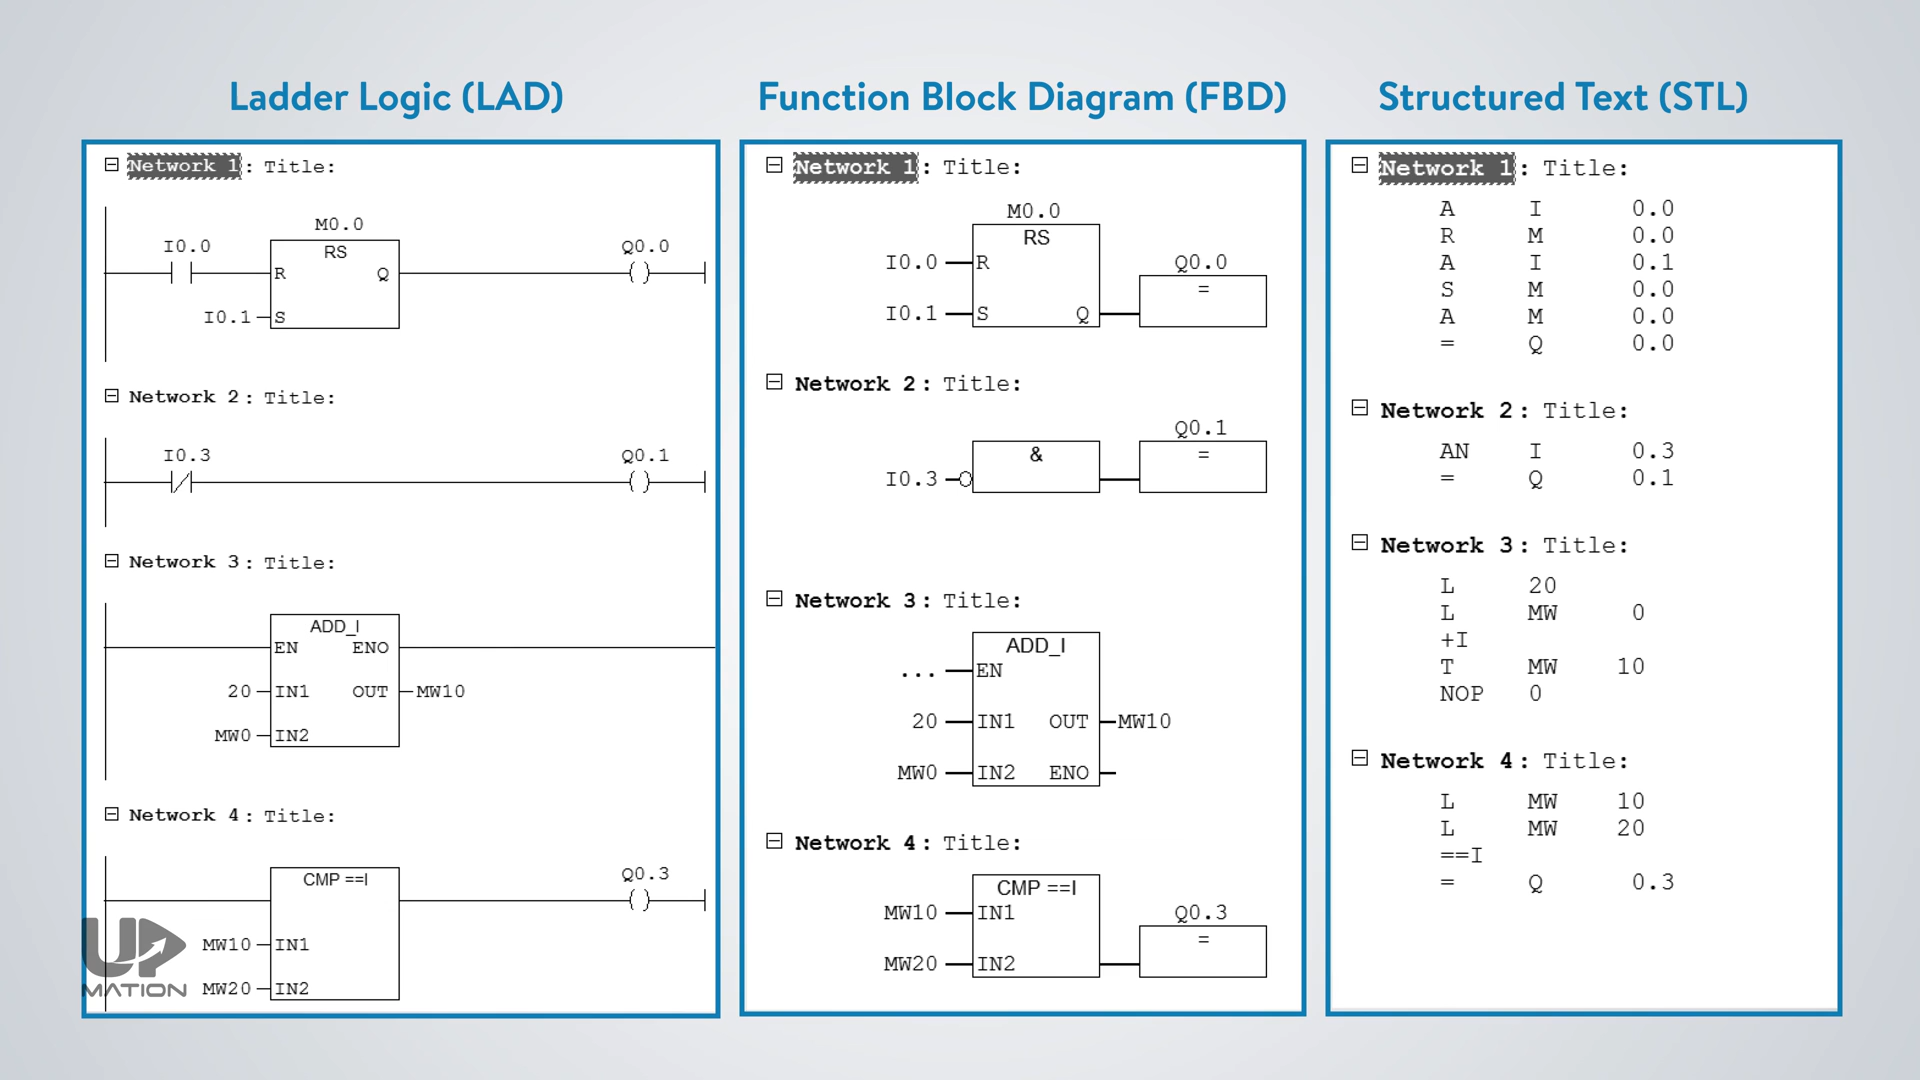 Ladder Logic (LAD)
Network 1: Title:
M0.0
I0.0
RS
Q0.0
R
Q
I0.1
S
Network 2: Title:
I0.3
Q0.1
Network 3: Title:
ADD_I
EN
ENO
20
IN1
OUT
MW10
MW0
IN2
Network 4: Title:
CMP ==I
Q0.3
MW10
IN1
MW20
IN2
UP
MATION
Function Block Diagram (FBD)
Network 1: Title:
M0.0
RS
I0.0
R
Q0.0
=
I0.1
S
Q
Network 2: Title:
Q0.1
&
=
I0.3
Network 3: Title:
ADD_I
...
EN
20
IN1
OUT
MW10
MW0
IN2
ENO
Network 4: Title:
CMP ==I
MW10
IN1
Q0.3
=
MW20
IN2
Structured Text (STL)
Network 1: Title:
A I 0.0
R M 0.0
A I 0.1
S M 0.0
A M 0.0
= Q 0.0
Network 2: Title:
AN I 0.3
= Q 0.1
Network 3: Title:
L 20
L MW 0
+I
T MW 10
NOP 0
Network 4: Title:
L MW 10
L MW 20
==I
= Q 0.3